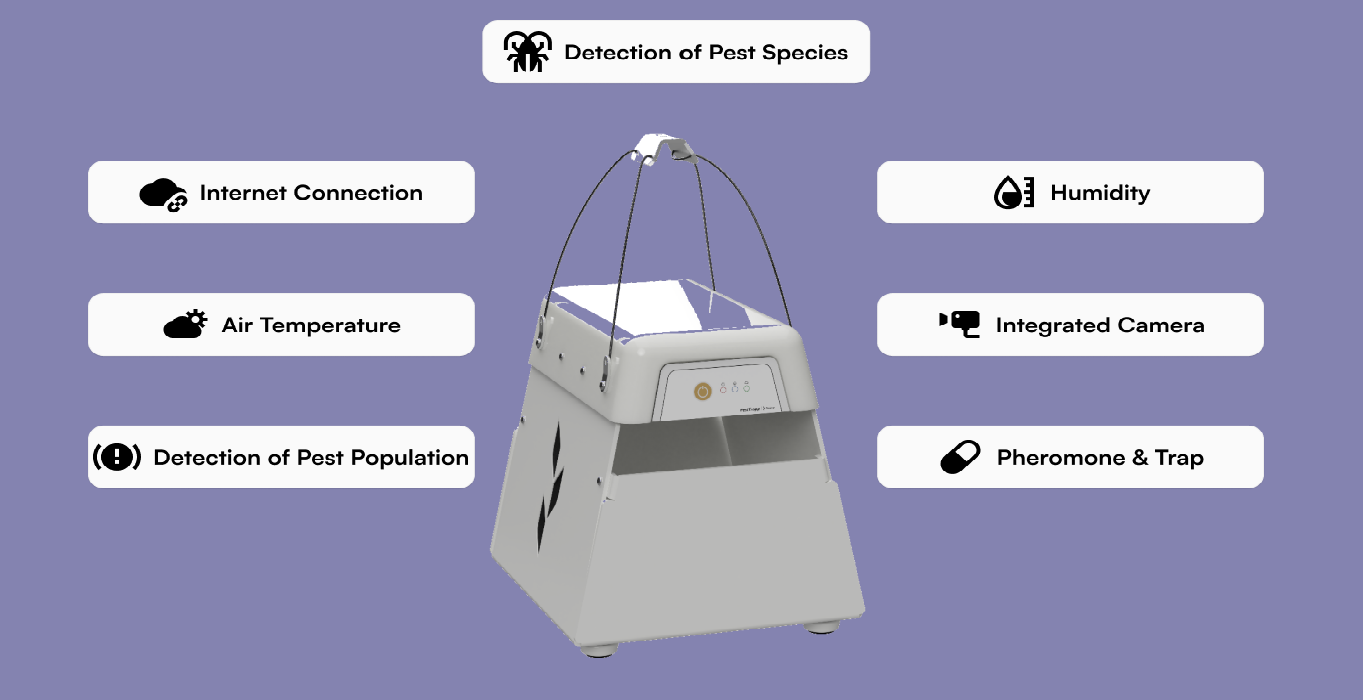 Detection of Pest Species
Internet Connection
Humidity
Air Temperature
Integrated Camera
Detection of Pest Population
Pheromone & Trap